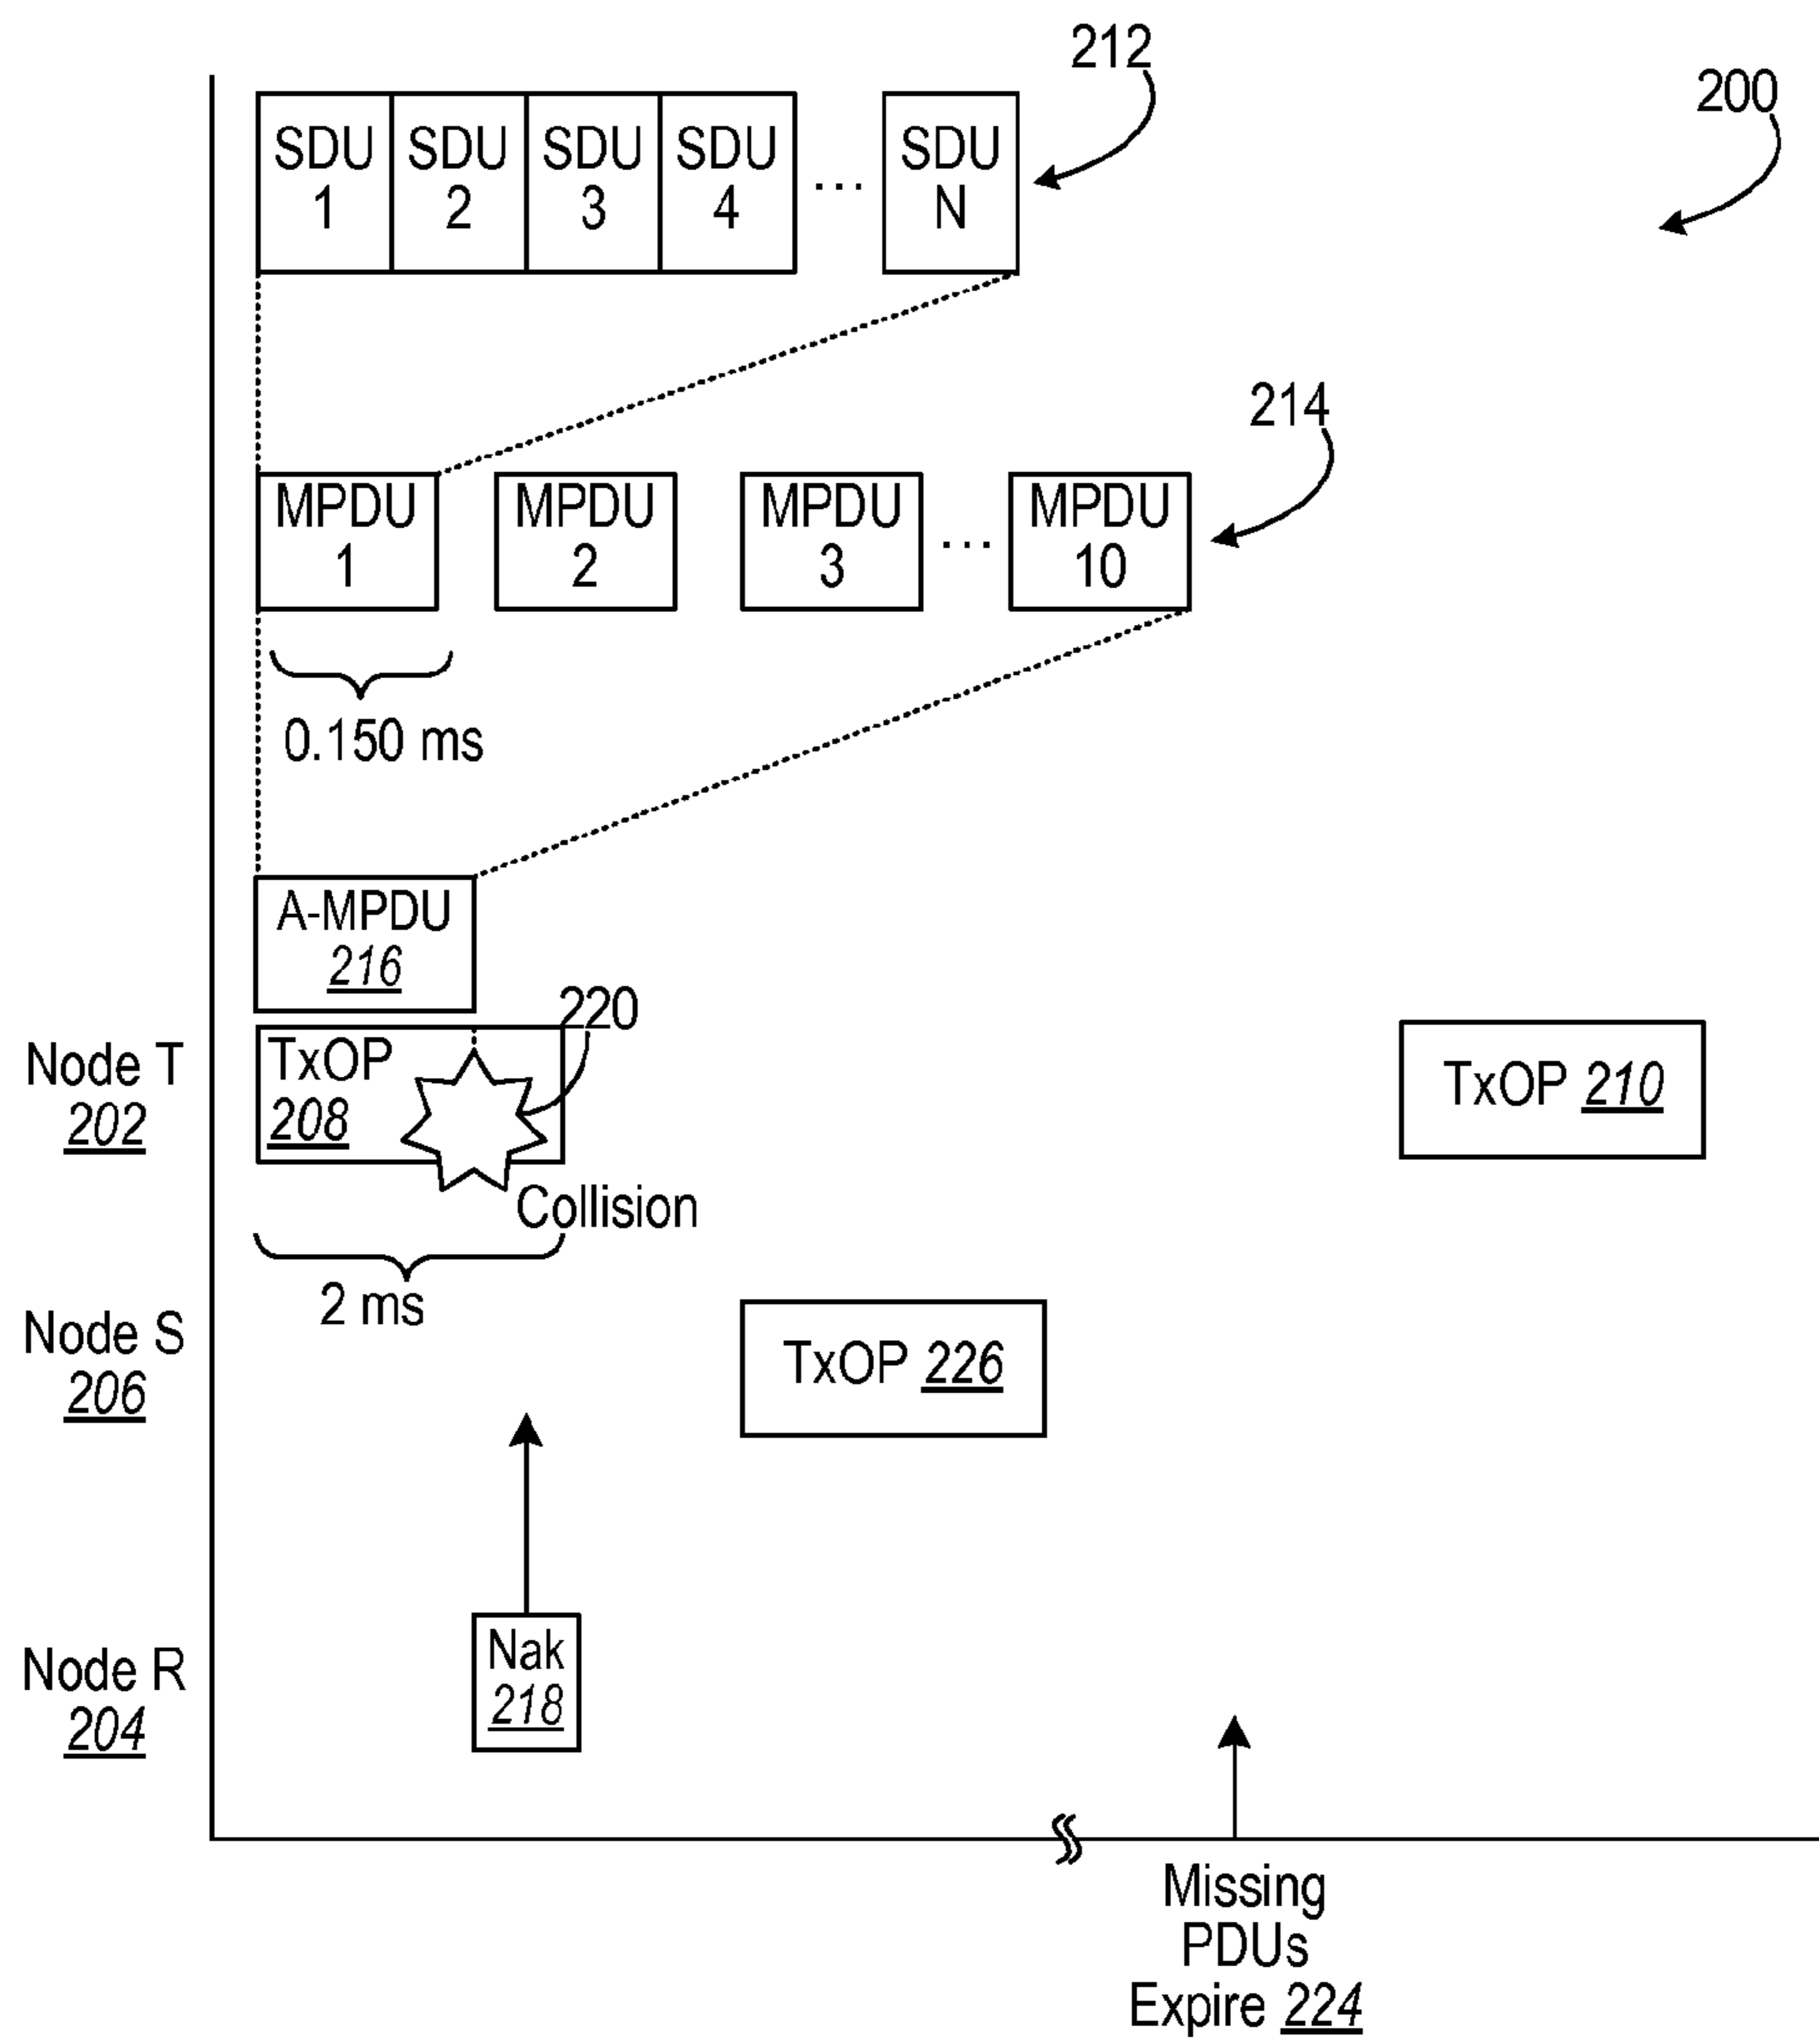 212
200
SDU 1
SDU 2
SDU 3
SDU 4
...
SDU N
214
MPDU 1
MPDU 2
MPDU 3
...
MPDU 10
0.150 ms
A-MPDU
216
220
Node T
202
TxOP
208
TxOP 210
Collision
2 ms
Node S
206
TxOP 226
Node R
204
Nak
218
Missing
PDUs
Expire 224